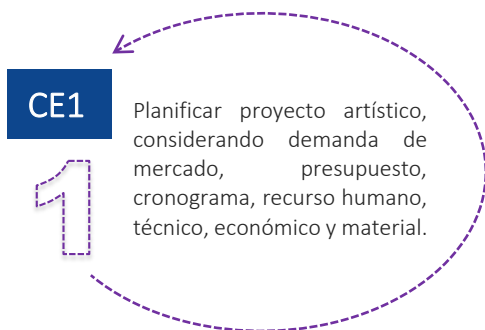 CE1
1
Planificar proyecto artístico,
considerando demanda de
mercado, presupuesto,
cronograma, recurso humano,
técnico, económico y material.